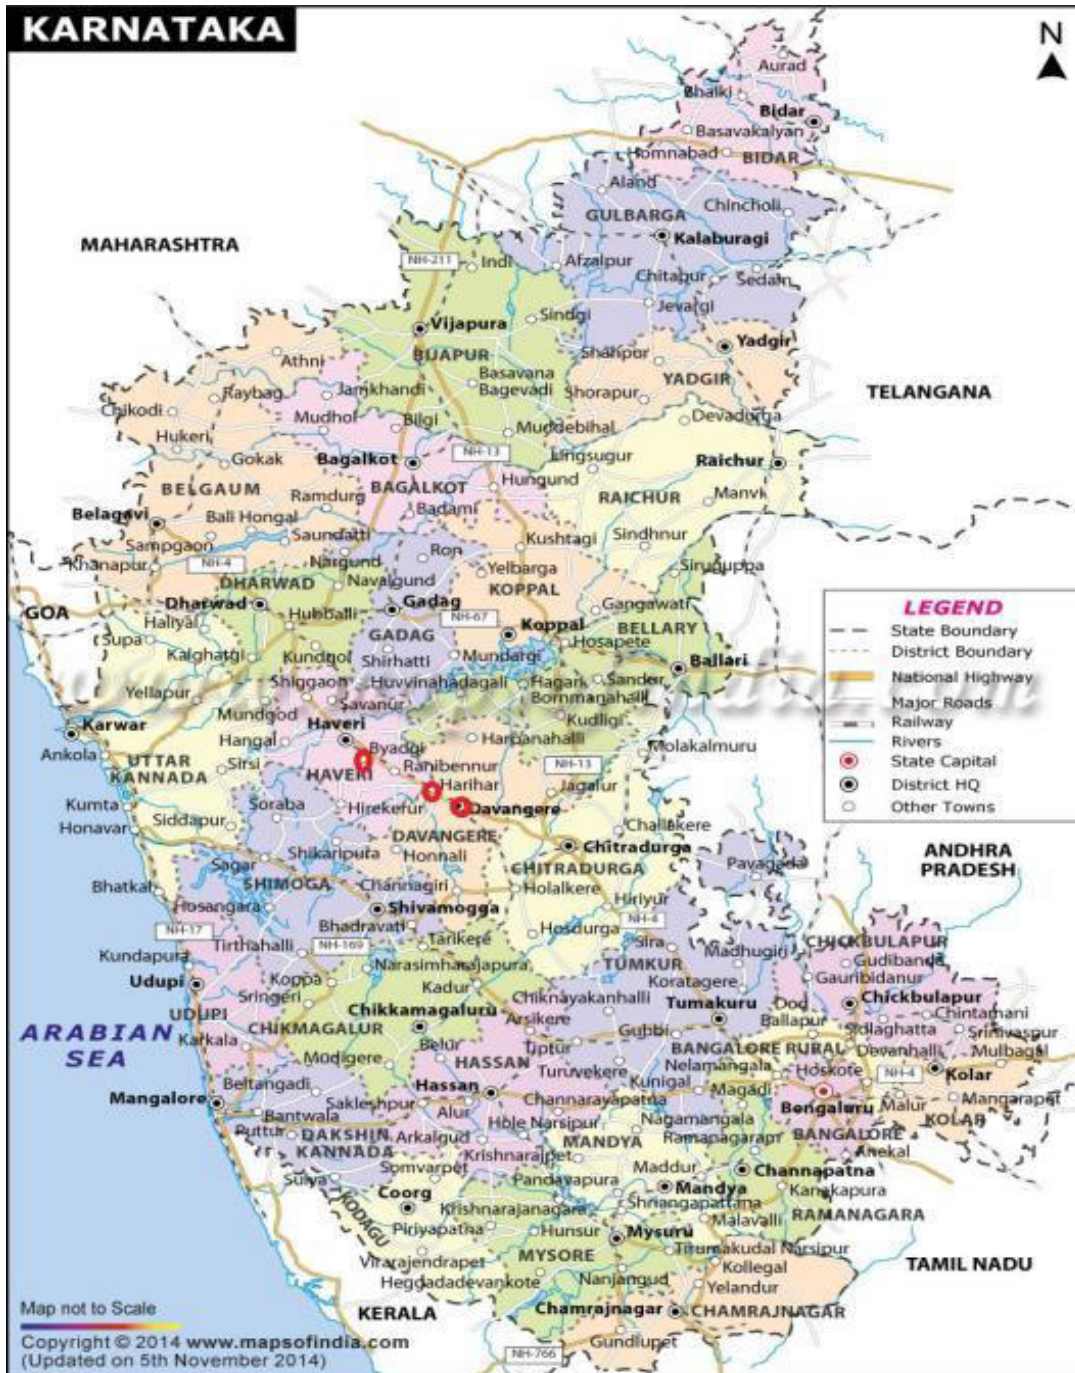 KARNATAKA
N
Aurad
Bhalki
Bidar
Basavakalyan
Homnabad
BIDAR
Aland
Chincholi
GULBARGA
Kalaburagi
MAHARASHTRA
NH-211
Indi
Afzalpur
Chitapur
Sedam
Jevargi
Sindgi
Vijapura
Yadgir
BIJAPUR
Shahpur
Athni
Basavana
Bagevadi
YADGIR
Raybag
Jamkhandi
Shorapur
TELANGANA
Chikodi
Mudhol
Bilgi
Muddebihal
Devadurga
Hukeri
Gokak
Bagalkot
NH-13
Lingsugur
Raichur
BELGAUM
BAGALKOT
Hungund
RAICHUR
Manvi
Ramdurg
Belagavi
Bali Hongal
Badami
Sampgaon
Saundatti
Kushtagi
Sindhnur
Khanapur
NH-4
Nargund
Ron
Yelbarga
Siruguppa
DHARWAD
Navalgund
KOPPAL
GOA
Dharwad
Hubballi
Gadag
NH-67
Gangawati
Haliyal
Koppal
BELLARY
Supa
GADAG
Hosapete
Kalghatgi
Kundgol
Shirhatti
Mundargi
Ballari
Yellapur
Shiggaon
Huvvinahadagali
Hagari
Sandur
Mundgod
Savanur
Bommanahalli
Karwar
Haveri
Kudligi
Hangal
Byadgi
Harpanahalli
Molakalmuru
Ankola
UTTAR
KANNADA
Sirsi
HAVERI
Ranibennur
NH-13
Harihar
Jagalur
Kumta
Soraba
Hirekerur
Davangere
Honavar
Siddapur
DAVANGERE
Challakere
Shikaripura
Honnali
Chitradurga
Sagar
CHITRADURGA
Pavagada
Bhatkal
SHIMOGA
Channagiri
Holalkere
Hosangara
Shivamogga
Hiriyur
NH-17
Bhadravati
NH-4
Tirthahalli
NH-169
Tarikere
Hosdurga
Sira
Madhugiri
CHICKBULAPUR
Kundapura
Narasimharajapura
TUMKUR
Gudibanda
Udupi
Koppa
Kadur
Koratagere
Gauribidanur
Sringeri
Chiknayakanhalli
Tumakuru
Dod
Ballapur
Chickbulapur
UDUPI
Chikkamagaluru
Arsikere
Chintamani
ARABIAN
SEA
CHIKMAGALUR
Gubbi
Sidlaghatta
Srinivaspur
Karkala
Belur
Tiptur
BANGALORE RURAL
Devanhalli
Mulbagal
Mudigere
HASSAN
Turuvekere
Nelamangala
Hoskote
NH-4
Kolar
Beltangadi
Hassan
Kunigal
Magadi
Mangalore
Sakleshpur
Alur
Channarayapatna
Bengaluru
Malur
Mangarapet
Bantwala
Nagamangala
KOLAR
Puttur
DAKSHIN
KANNADA
Arkalgud
Hble Narsipur
MANDYA
Ramanagaram
BANGALORE
Krishnarajpet
Anekal
Somvarpet
Maddur
Channapatna
Sulya
Coorg
Pandavapura
Mandya
Kanakapura
KODAGU
Krishnarajanagara
Shriangapattana
RAMANAGARA
Piriyapatna
Hunsur
Mysuru
Malavalli
Virarajendrapet
MYSORE
Tirumakudal Narsipur
Heggadadevankote
Kollegal
TAMIL NADU
Nanjangud
Yelandur
KERALA
Chamrajnagar
CHAMRAJNAGAR
Gundlupet
NH-766
LEGEND
State Boundary
District Boundary
National Highway
Major Roads
Railway
Rivers
State Capital
District HQ
Other Towns
ANDHRA
PRADESH
Map not to Scale
Copyright © 2014 www.mapsofindia.com
(Updated on 5th November 2014)